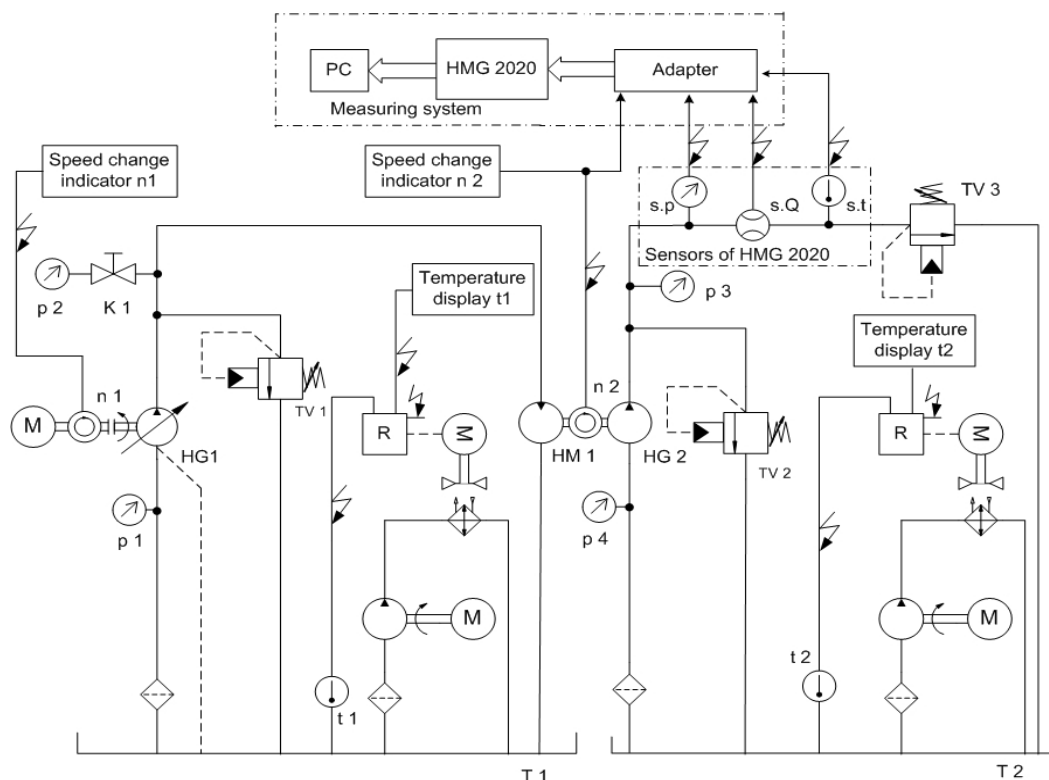 PC
HMG 2020
Adapter
Measuring system
Speed change
indicator n1
Speed change
indicator n 2
s.p
s.Q
s.t
TV 3
Sensors of HMG 2020
p 2
K 1
Temperature
display t1
p 3
Temperature
display t2
n 1
TV 1
n 2
M
HG1
R
M
HM 1
HG 2
TV 2
R
M
p 1
p 4
M
M
t 1
t 2
T 1
T 2